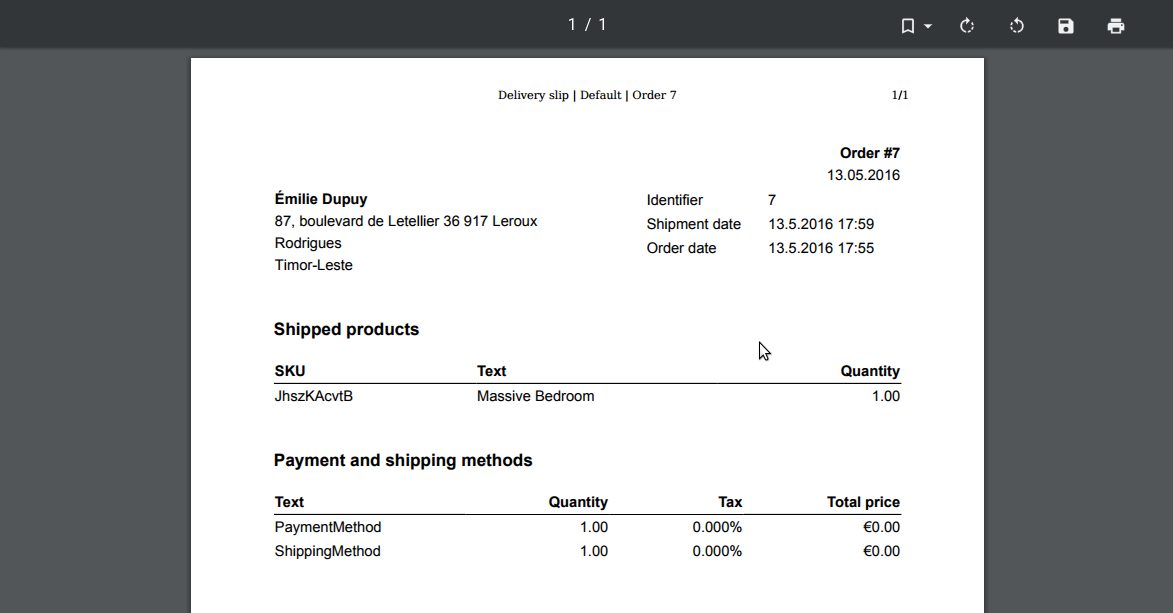 1 / 1
Delivery slip | Default | Order 7 1/1
Order #7
13.05.2016
Émilie Dupuy
87, boulevard de Letellier 36 917 Leroux
Rodrigues
Timor-Leste
Identifier 7
Shipment date 13.5.2016 17:59
Order date 13.5.2016 17:55
Shipped products
SKU Text Quantity
JhszKAcvtB Massive Bedroom 1.00
Payment and shipping methods
Text Quantity Tax Total price
PaymentMethod 1.00 0.000% €0.00
ShippingMethod 1.00 0.000% €0.00